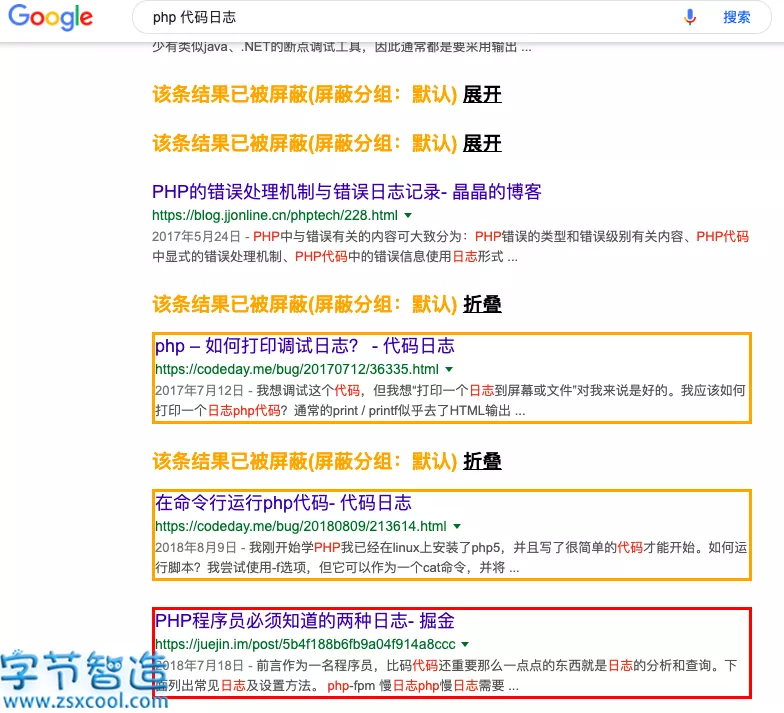 Google
php 代码日志
搜索
少有类似java、.NET的断点调试工具，因此通常都是要采用输出 ...
该条结果已被屏蔽(屏蔽分组：默认) 展开
该条结果已被屏蔽(屏蔽分组：默认) 展开
PHP的错误处理机制与错误日志记录- 晶晶的博客
https://blog.jjonline.cn/phptech/228.html
2017年5月24日 - PHP中与错误有关的内容可大致分为：PHP错误的类型和错误级别有关内容、PHP代码
中显式的错误处理机制、PHP代码中的错误信息使用日志形式 ...
该条结果已被屏蔽(屏蔽分组：默认) 折叠
php – 如何打印调试日志？ - 代码日志
https://codeday.me/bug/20170712/36335.html
2017年7月12日 - 我想调试这个代码，但我想“打印一个日志到屏幕或文件”对我来说是好的。我应该如何
打印一个日志php代码？通常的print / printf似乎去了HTML输出 ...
该条结果已被屏蔽(屏蔽分组：默认) 折叠
在命令行运行php代码- 代码日志
https://codeday.me/bug/20180809/213614.html
2018年8月9日 - 我刚开始学PHP我已经在linux上安装了php5，并且写了很简单的代码才能开始。如何运
行脚本？我尝试使用-f选项，但它可以作为一个cat命令，并将 ...
PHP程序员必须知道的两种日志- 掘金
https://juejin.im/post/5b4f188b6fb9a04f914a8ccc
2018年7月18日 - 前言作为一名程序员，比码代码还重要那么一点点的东西就是日志的分析和查询。下
面列出常见日志及设置方法。 php-fpm 慢日志php慢日志需要 ...
字节智造
www.zsxcool.com